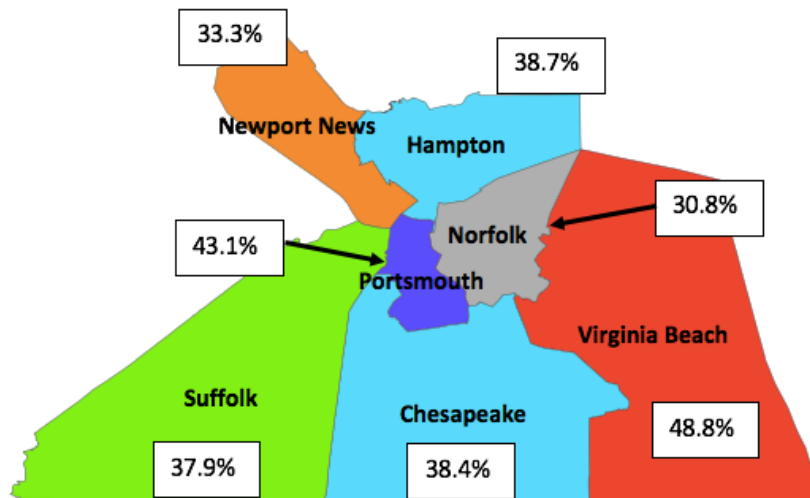 33.3%
38.7%
Newport News
Hampton
30.8%
43.1%
Norfolk
Portsmouth
Virginia Beach
Suffolk
Chesapeake
48.8%
37.9%
38.4%